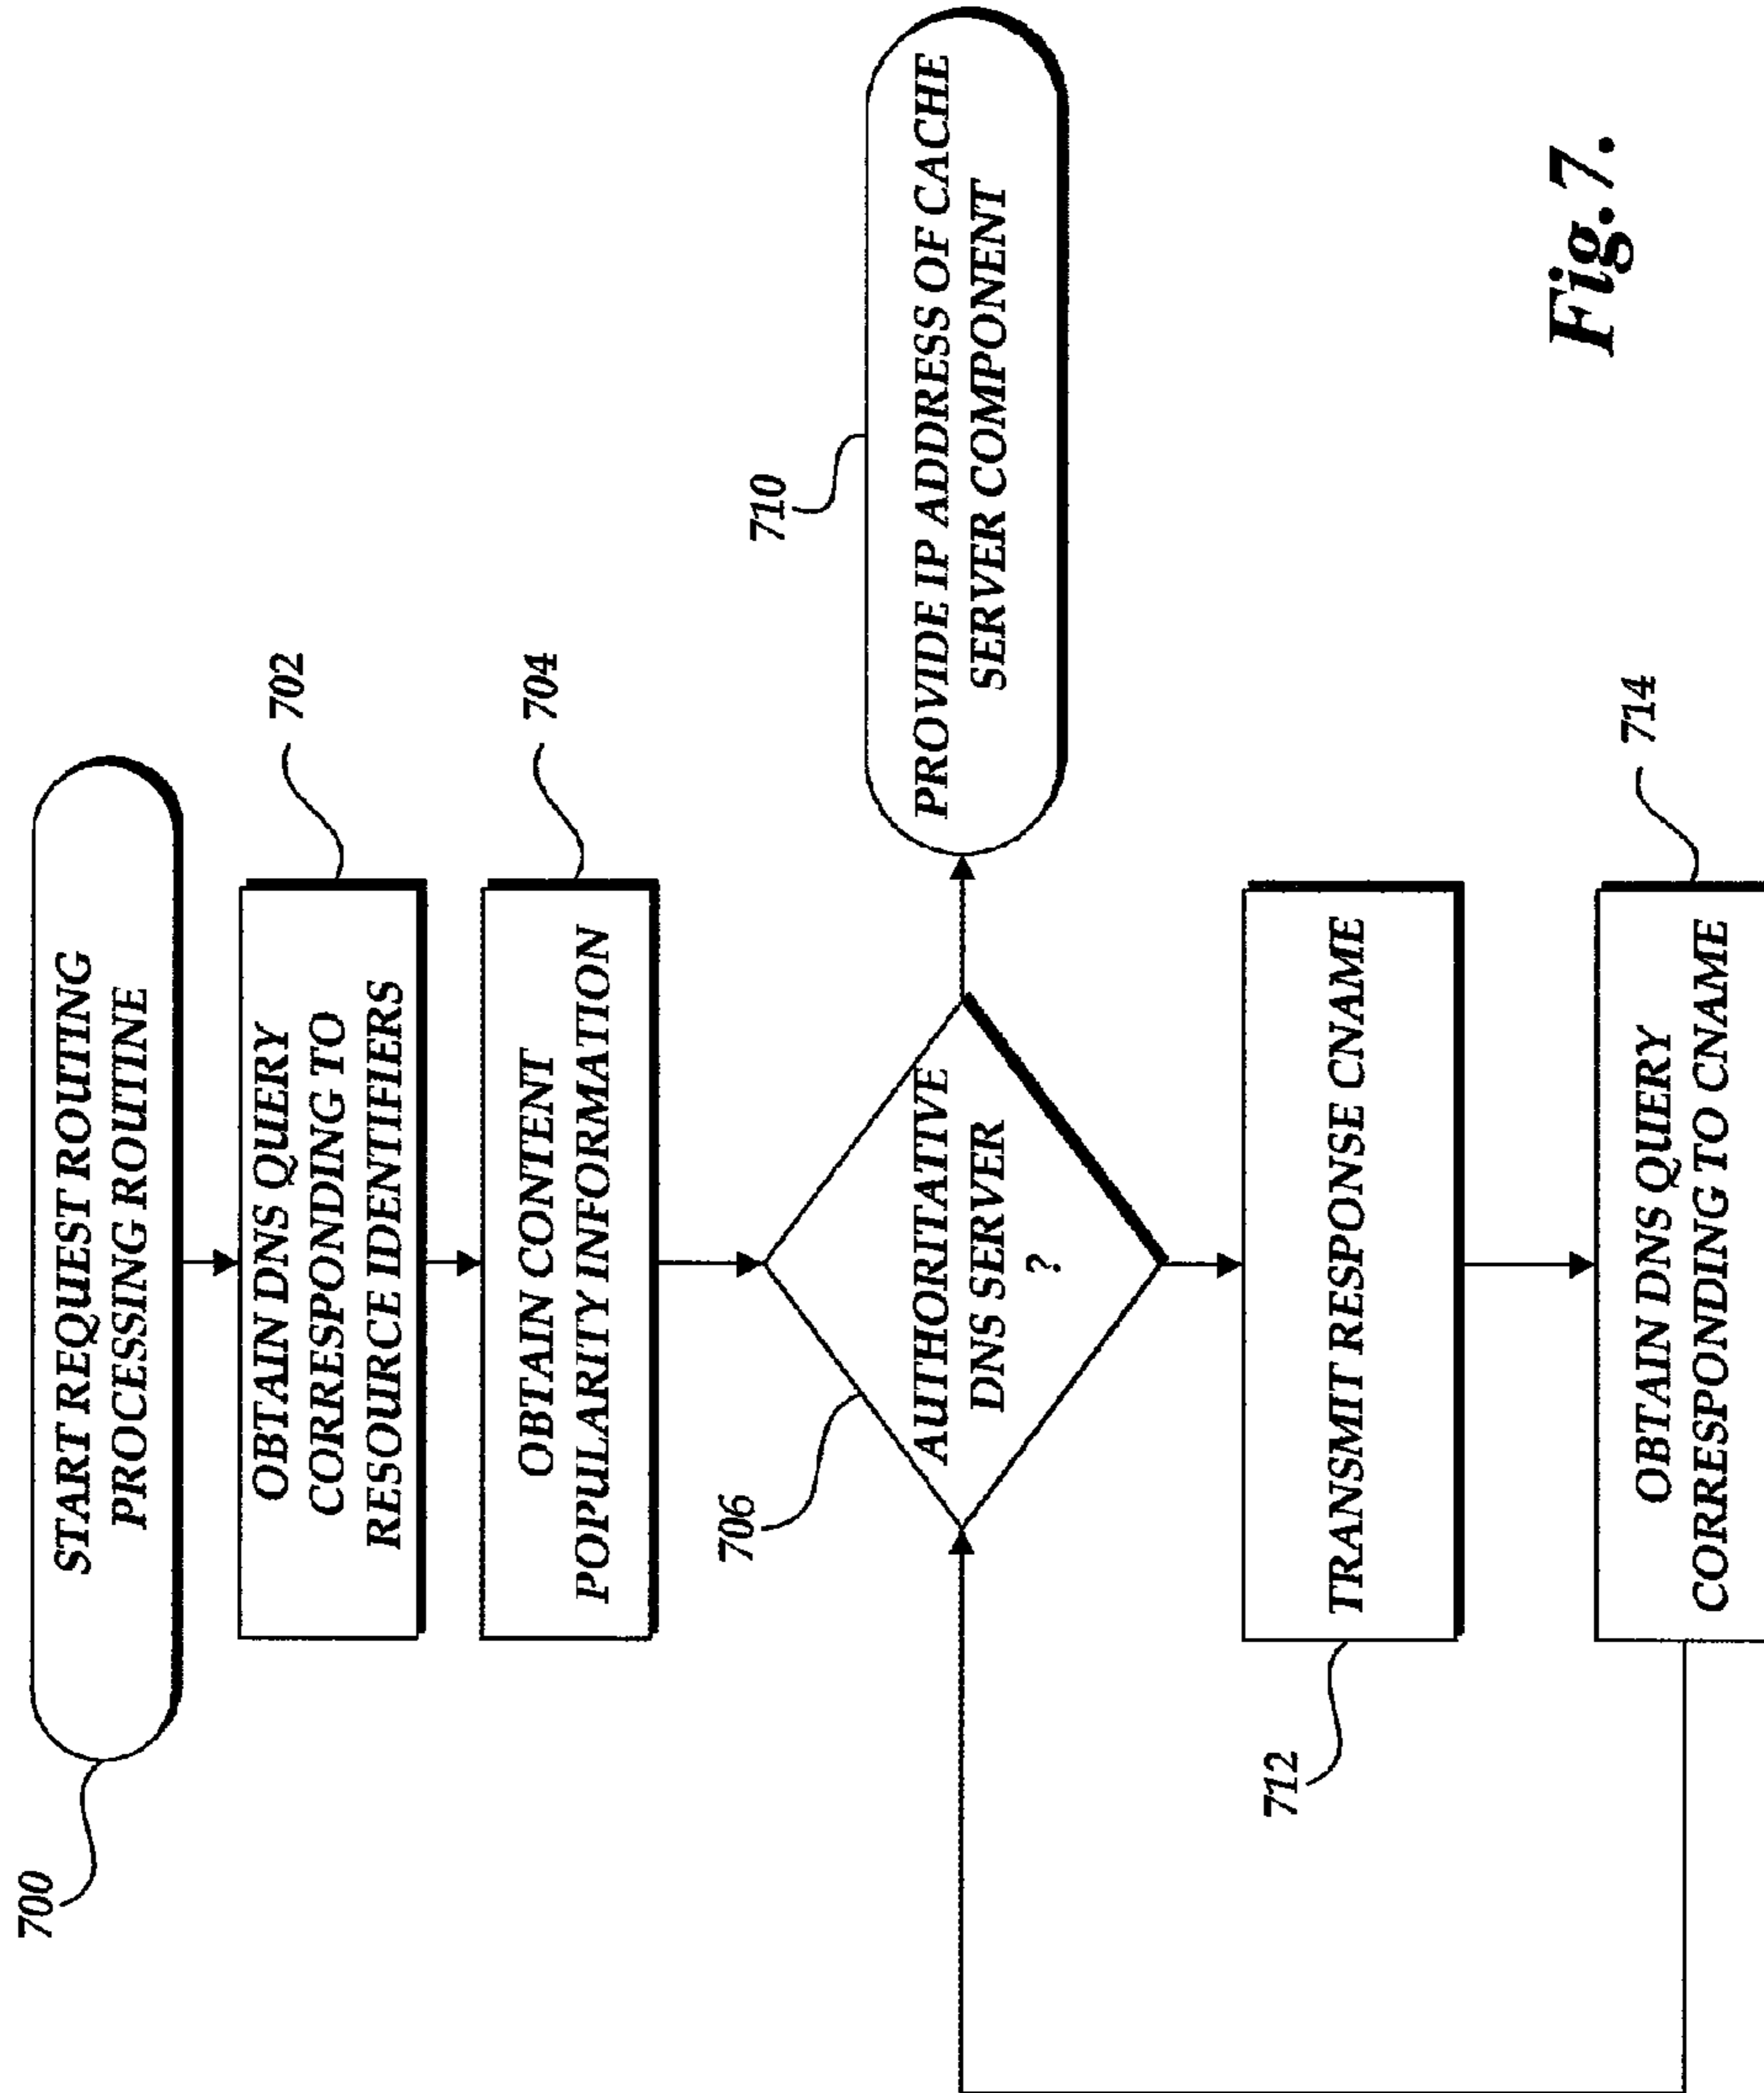 700
START REQUEST ROUTING
PROCESSING ROUTINE
702
OBTAIN DNS QUERY
CORRESPONDING TO
RESOURCE IDENTIFIERS
704
OBTAIN CONTENT
POPULARITY INFORMATION
706
AUTHORITATIVE
DNS SERVER
?
710
PROVIDE IP ADDRESS OF CACHE
SERVER COMPONENT
712
TRANSMIT RESPONSE CNAME
714
OBTAIN DNS QUERY
CORRESPONDING TO CNAME
Fig.7.